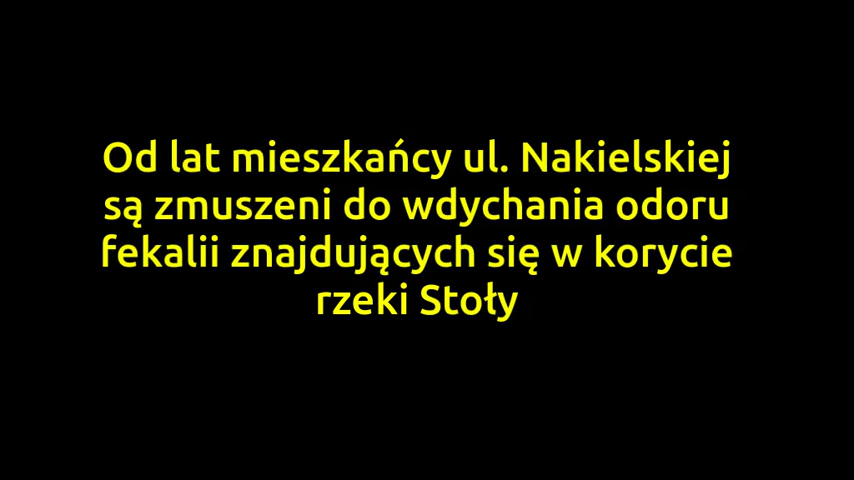 Od lat mieszkańcy ul. Nakielskiej
są zmuszeni do wdychania odoru
fekalii znajdujących się w korycie
rzeki Stoły